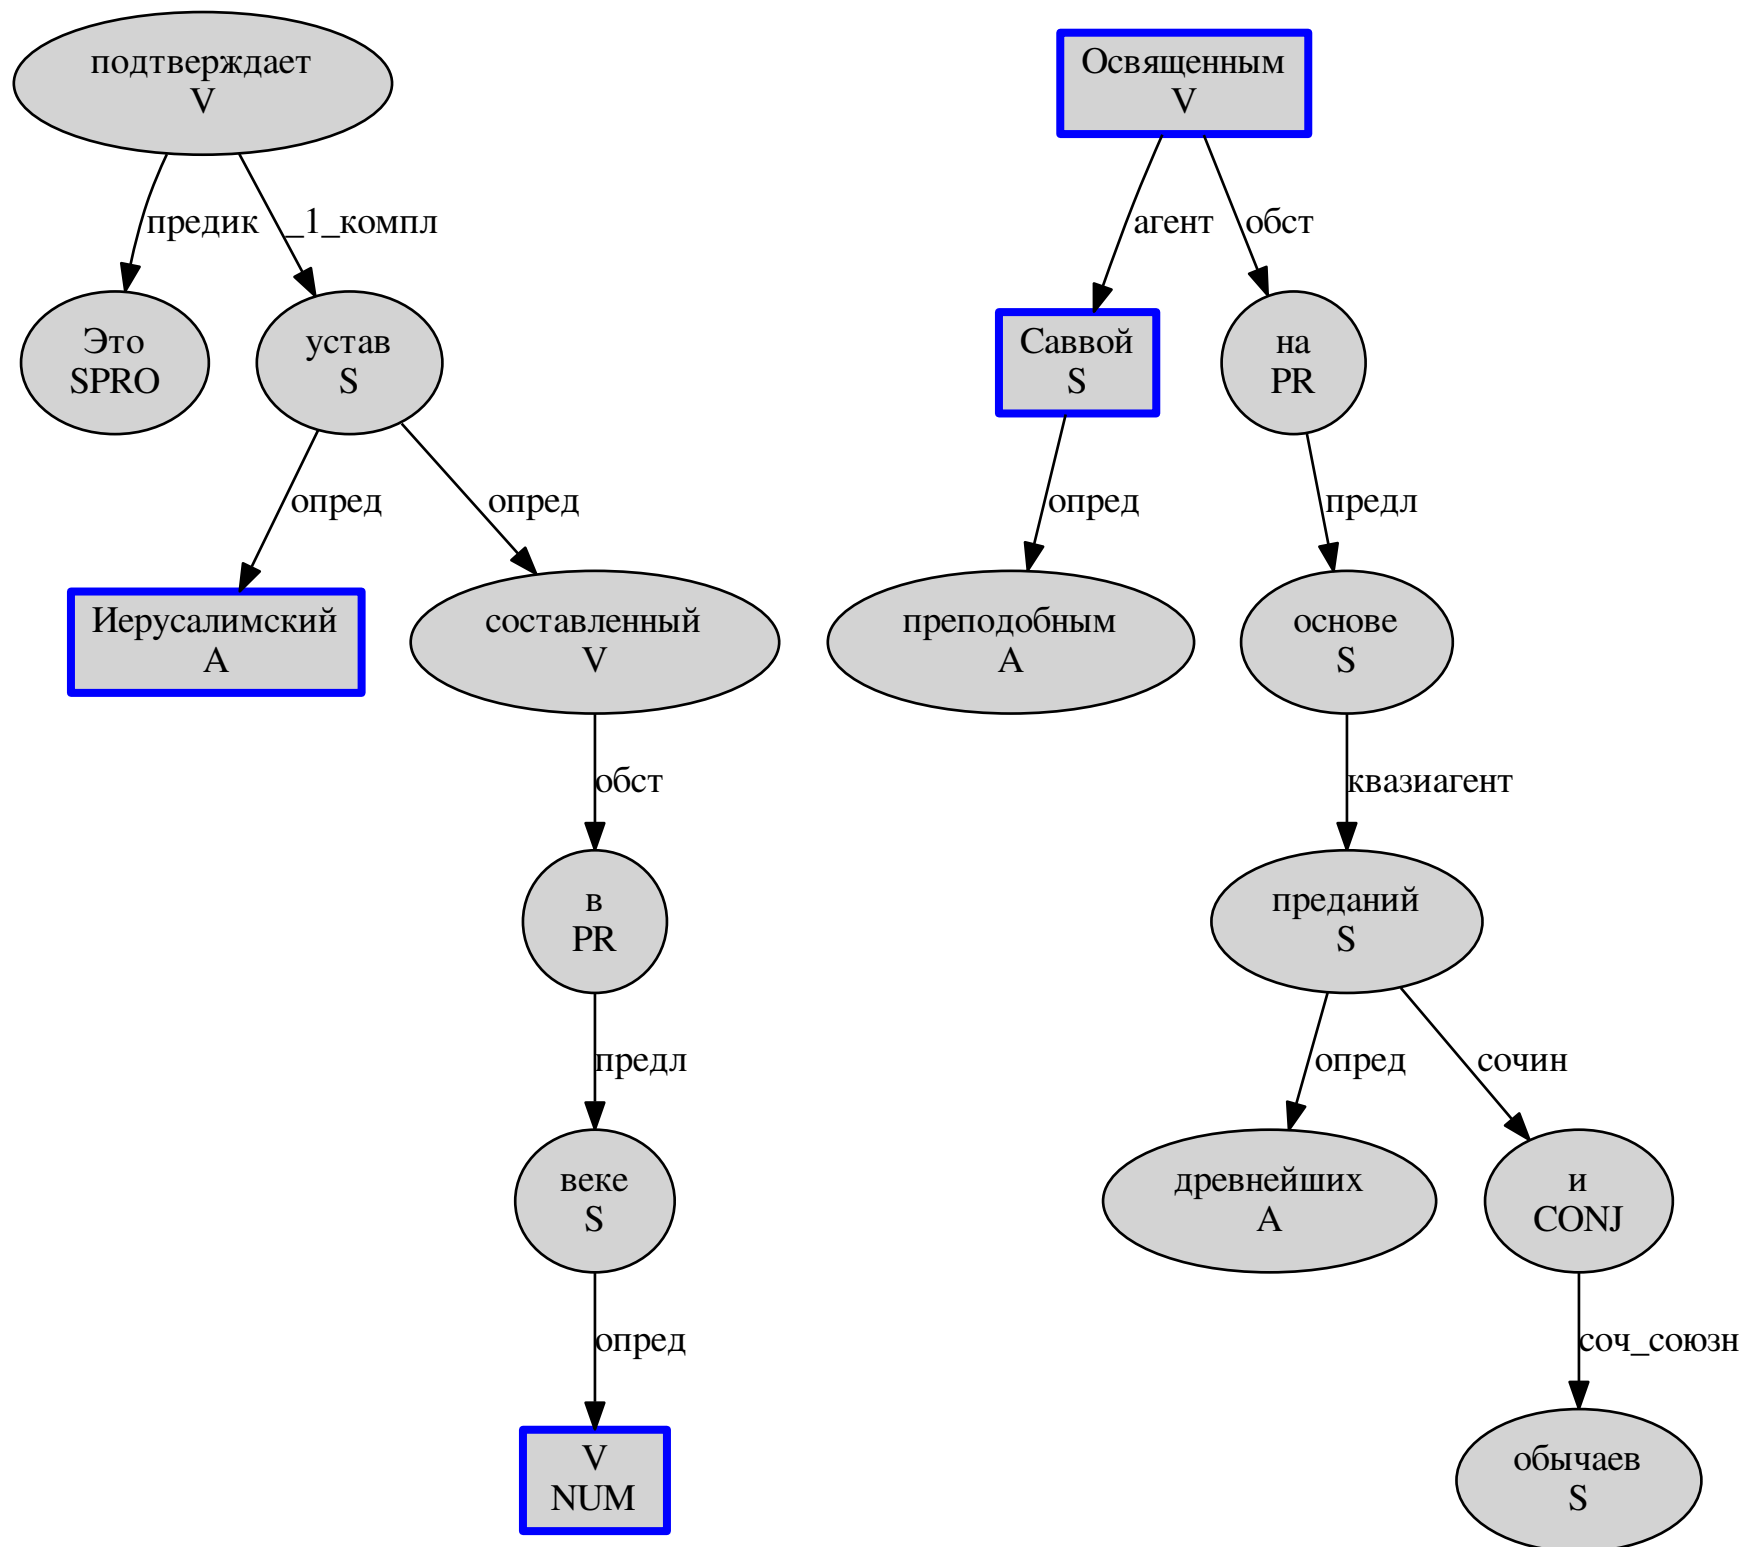 подтверждает
V
Освященным
V
предик
_1_компл
агент
обст
Это
SPRO
устав
S
Саввой
S
на
PR
опред
опред
опред
предл
Иерусалимский
A
составленный
V
преподобным
A
основе
S
обст
квазиагент
в
PR
преданий
S
предл
опред
сочин
веке
S
древнейших
A
и
CONJ
опред
соч_союзн
V
NUM
обычаев
S